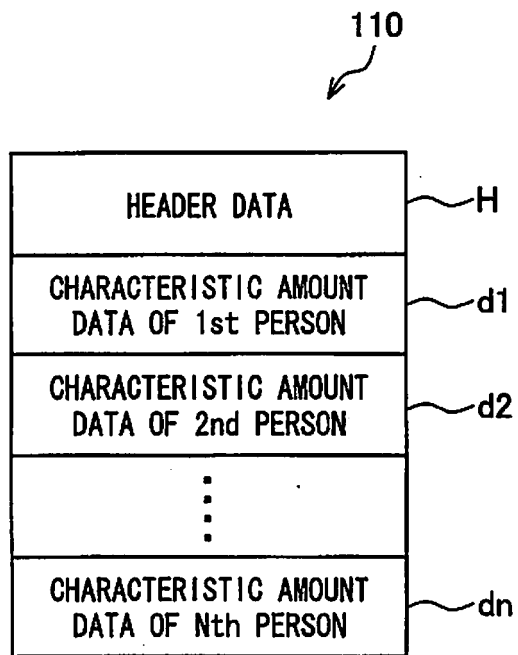 110
HEADER DATA
H
CHARACTERISTIC AMOUNT
DATA OF 1st PERSON
d1
CHARACTERISTIC AMOUNT
DATA OF 2nd PERSON
d2
CHARACTERISTIC AMOUNT
DATA OF Nth PERSON
dn